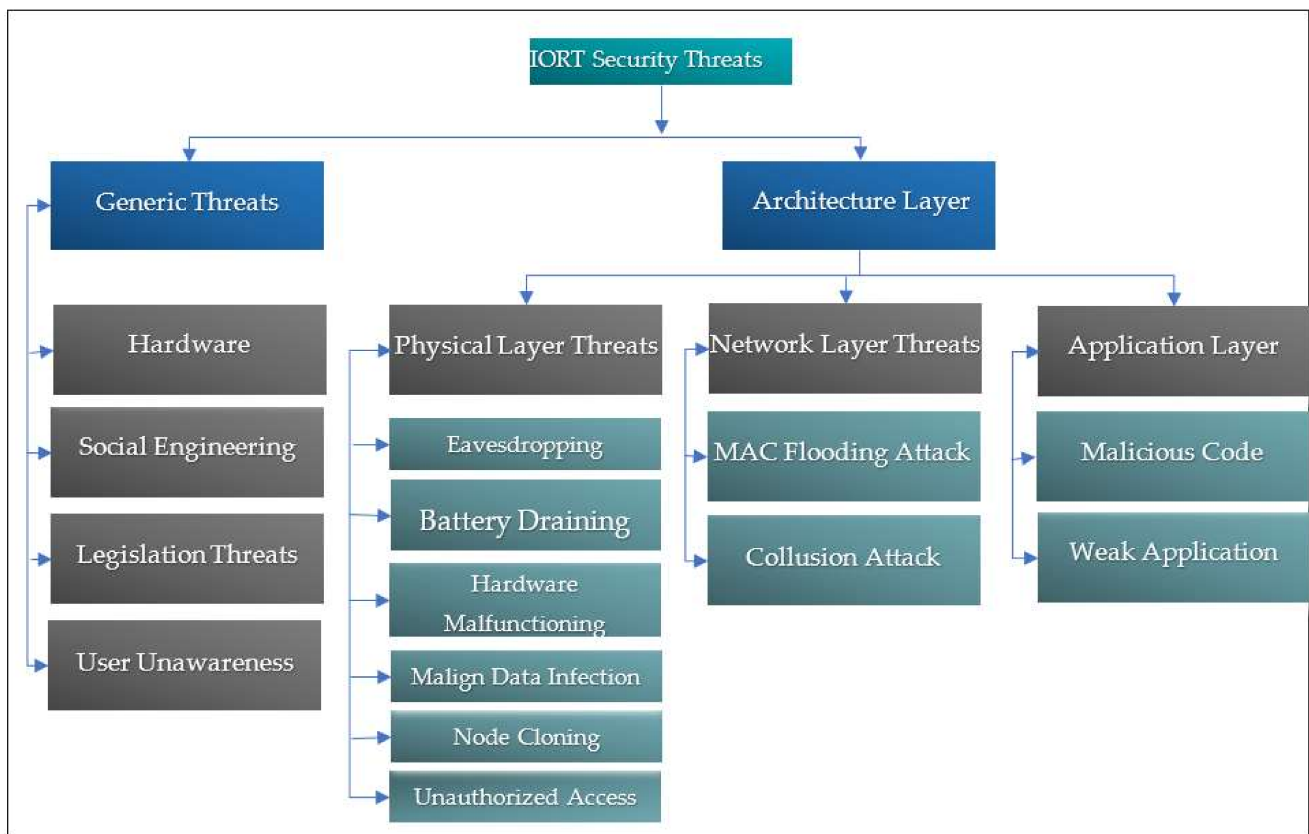 IORT Security Threats
Generic Threats
Architecture Layer
Hardware
Social Engineering
Legislation Threats
User Unawareness
Physical Layer Threats
Eavesdropping
Battery Draining
Hardware
Malfunctioning
Malign Data Infection
Node Cloning
Unauthorized Access
Network Layer Threats
MAC Flooding Attack
Collusion Attack
Application Layer
Malicious Code
Weak Application